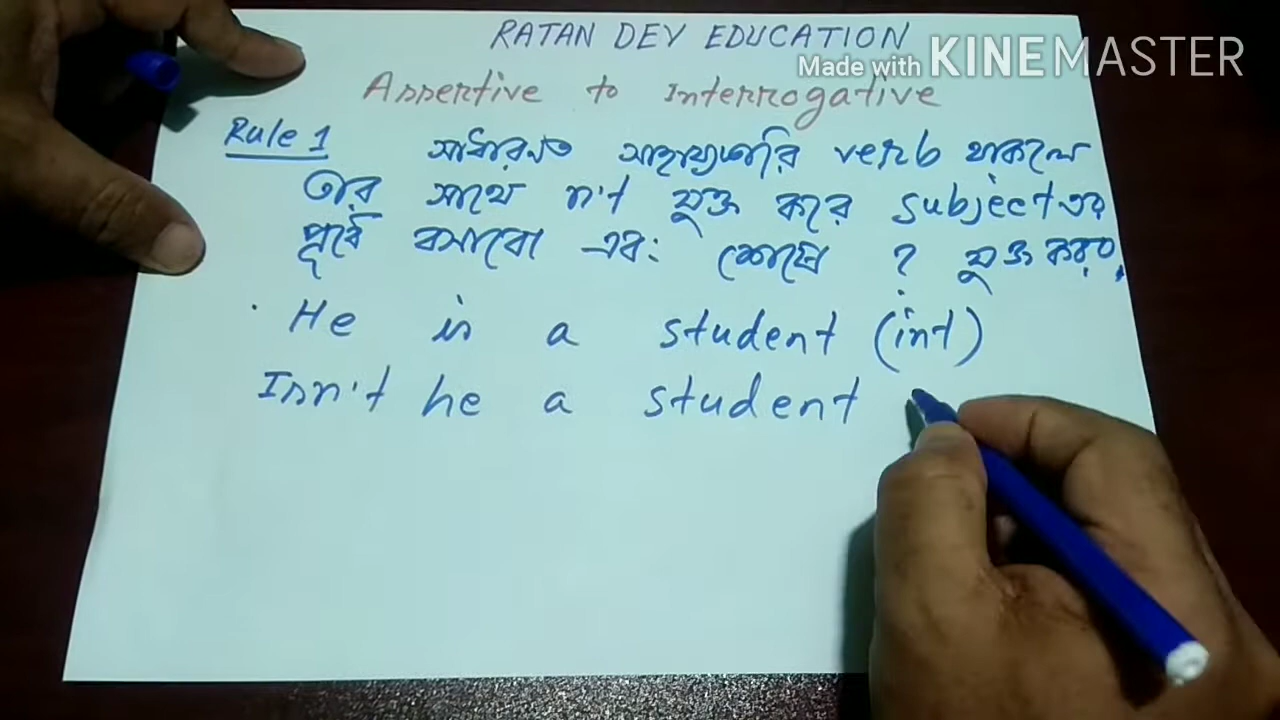 RATAN DEV EDUCATION
Made with KINEMASTER
Assertive to Interrogative
Rule 1 সাধারণত সাহায্যকারি verb থাকলে
তার সাথে n't যুক্ত করে subject এর
পূর্বে বসাবো এবং শেষে ? যুক্ত করব,
He is a student (int)
Isn't he a student